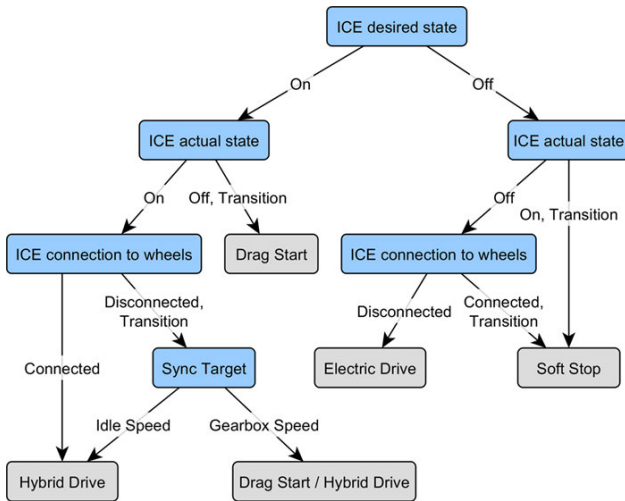 ICE desired state
On
Off
ICE actual state
ICE actual state
On
Off, Transition
Off
On, Transition
ICE connection to wheels
Drag Start
ICE connection to wheels
Disconnected,
Transition
Disconnected
Connected,
Transition
Connected
Sync Target
Electric Drive
Soft Stop
Idle Speed
Gearbox Speed
Hybrid Drive
Drag Start / Hybrid Drive